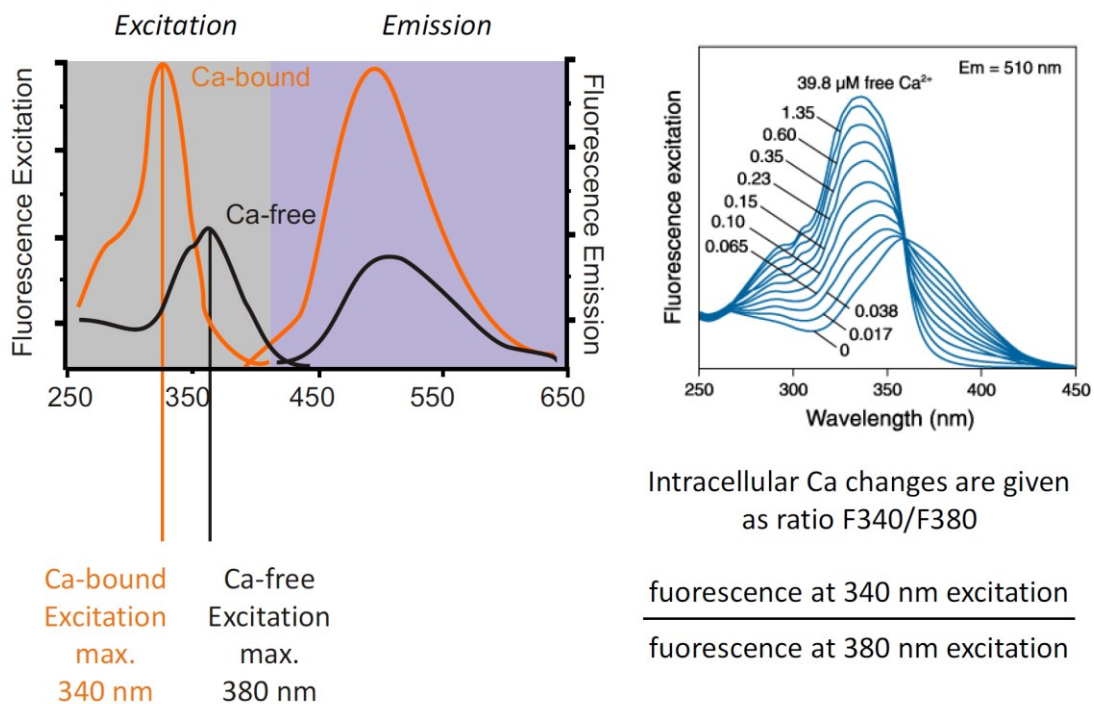 Excitation
Emission
Fluorescence Excitation
Ca-bound
Ca-free
Fluorescence Emission
250
350
450
550
650
Ca-bound
Excitation
max.
340 nm
Ca-free
Excitation
max.
380 nm
Em = 510 nm
39.8 µM free Ca²⁺
1.35
0.60
0.35
0.23
0.15
0.10
0.065
0.038
0.017
0
Fluorescence excitation
250
300
350
400
450
Wavelength (nm)
Intracellular Ca changes are given
as ratio F340/F380
fuorescence at 340 nm excitation
fuorescence at 380 nm excitation